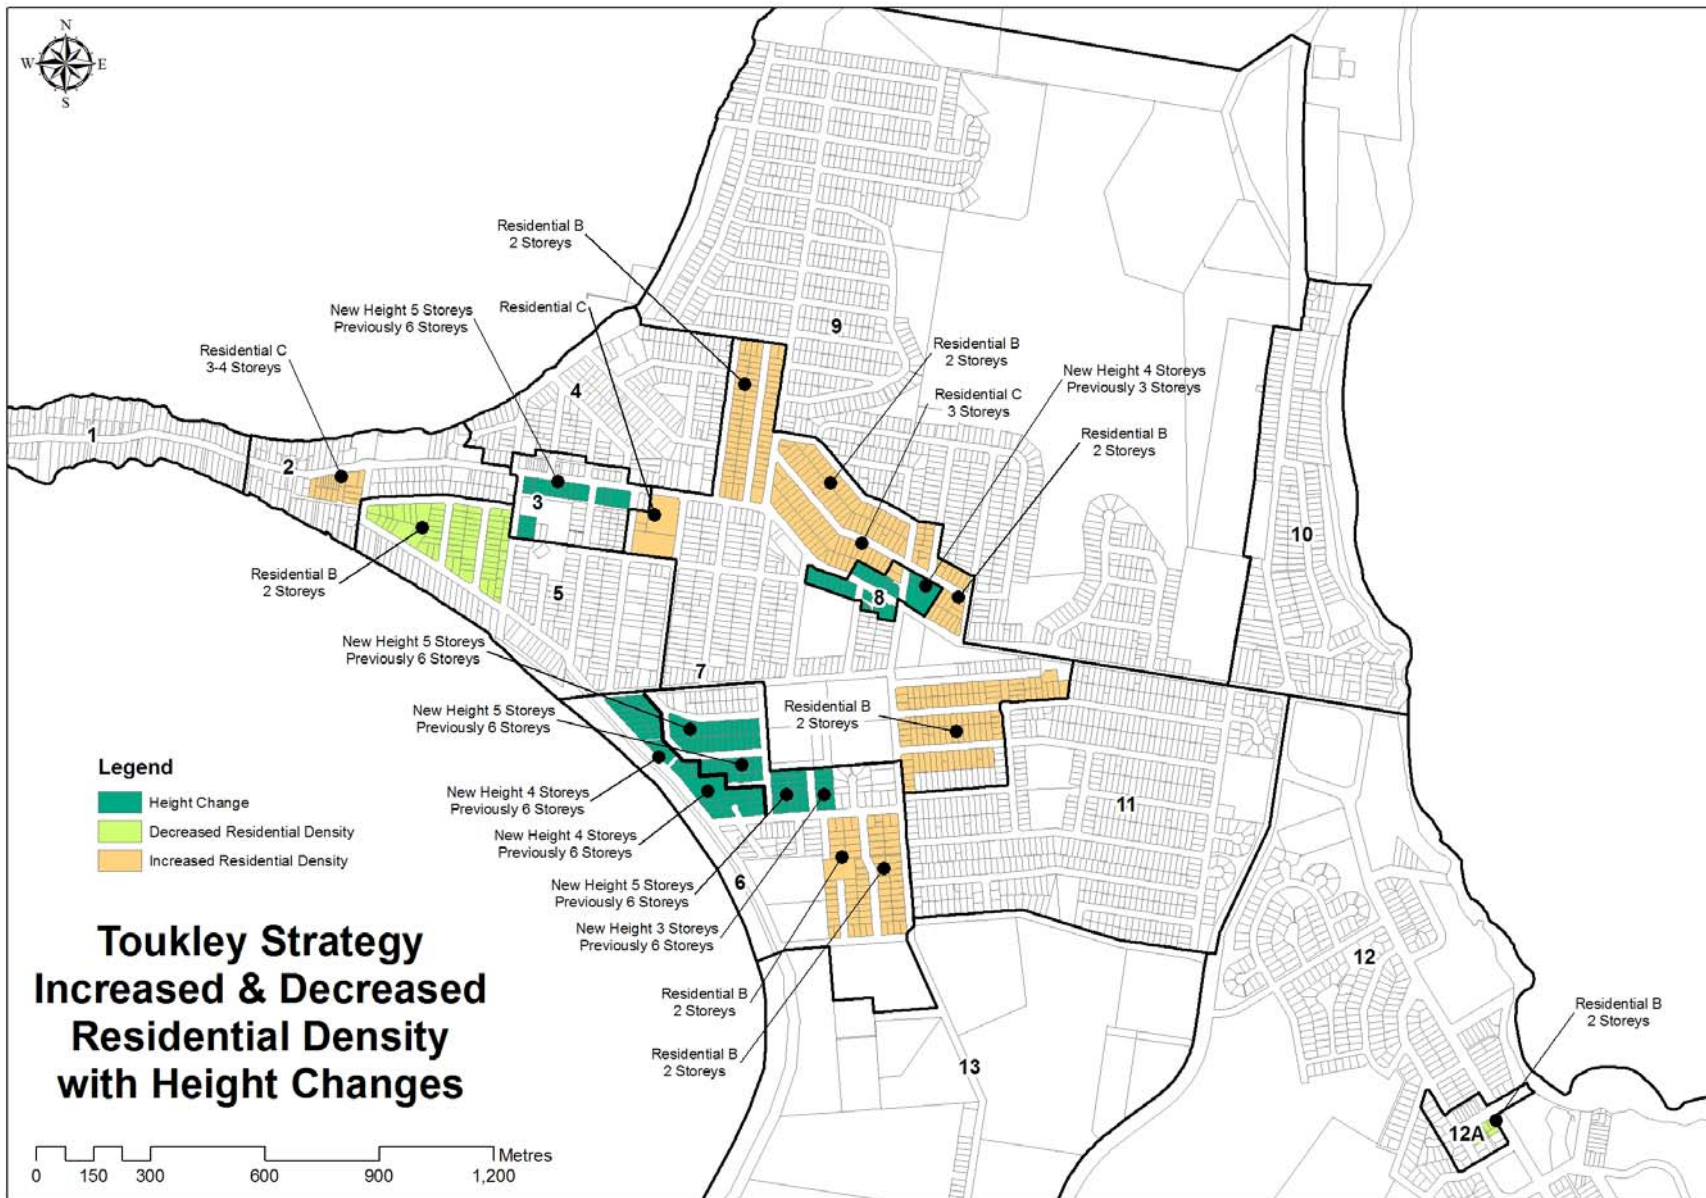 N
W E
S
Residential B
2 Storeys
New Height 5 Storeys
Previously 6 Storeys
Residential C
Residential C
3-4 Storeys
9
Residential B
2 Storeys
New Height 4 Storeys
Previously 3 Storeys
Residential C
3 Storeys
Residential B
2 Storeys
4
1
2
3
10
Residential B
2 Storeys
5
8
New Height 5 Storeys
Previously 6 Storeys
7
New Height 5 Storeys
Previously 6 Storeys
Residential B
2 Storeys
New Height 4 Storeys
Previously 6 Storeys
11
New Height 4 Storeys
Previously 6 Storeys
6
New Height 5 Storeys
Previously 6 Storeys
New Height 3 Storeys
Previously 6 Storeys
12
Residential B
2 Storeys
Residential B
2 Storeys
13
Residential B
2 Storeys
12A
Legend
Height Change
Decreased Residential Density
Increased Residential Density
Toukley Strategy
Increased & Decreased
Residential Density
with Height Changes
Metres
0 150 300 600 900 1,200